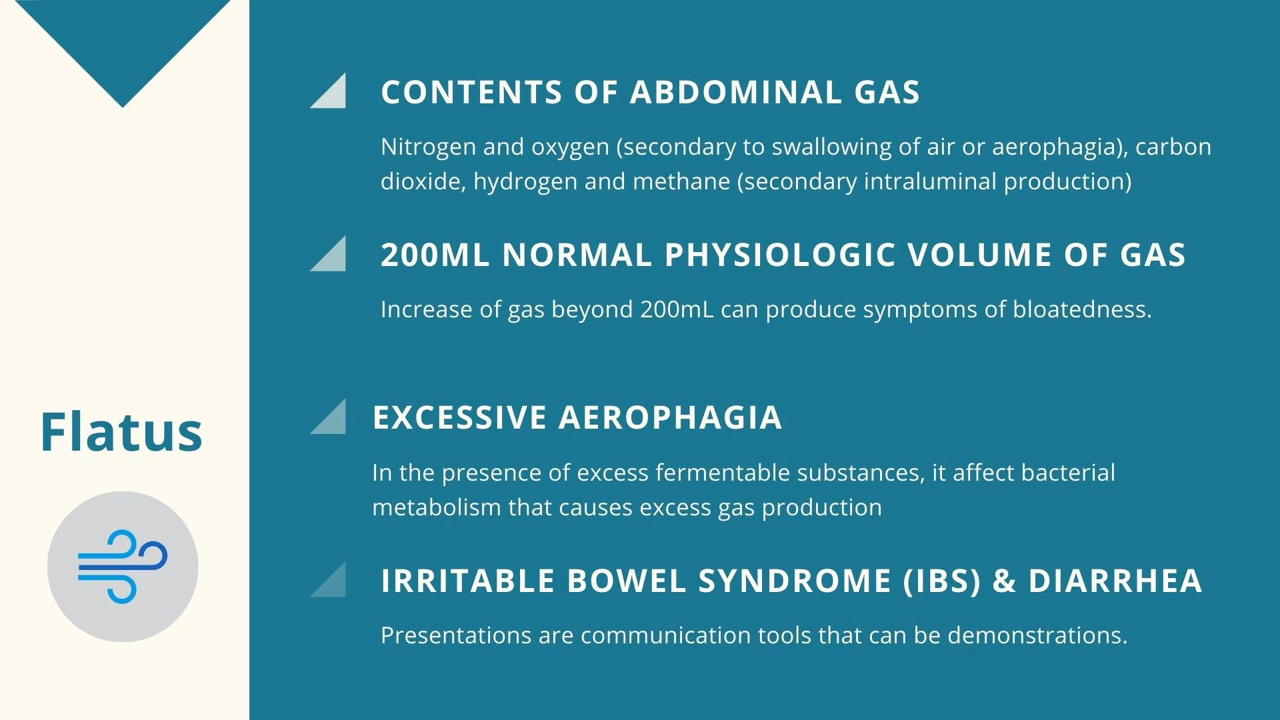 Flatus
CONTENTS OF ABDOMINAL GAS
Nitrogen and oxygen (secondary to swallowing of air or aerophagia), carbon
dioxide, hydrogen and methane (secondary intraluminal production)
200ML NORMAL PHYSIOLOGIC VOLUME OF GAS
Increase of gas beyond 200mL can produce symptoms of bloatedness.
EXCESSIVE AEROPHAGIA
In the presence of excess fermentable substances, it affect bacterial
metabolism that causes excess gas production
IRRITABLE BOWEL SYNDROME (IBS) & DIARRHEA
Presentations are communication tools that can be demonstrations.